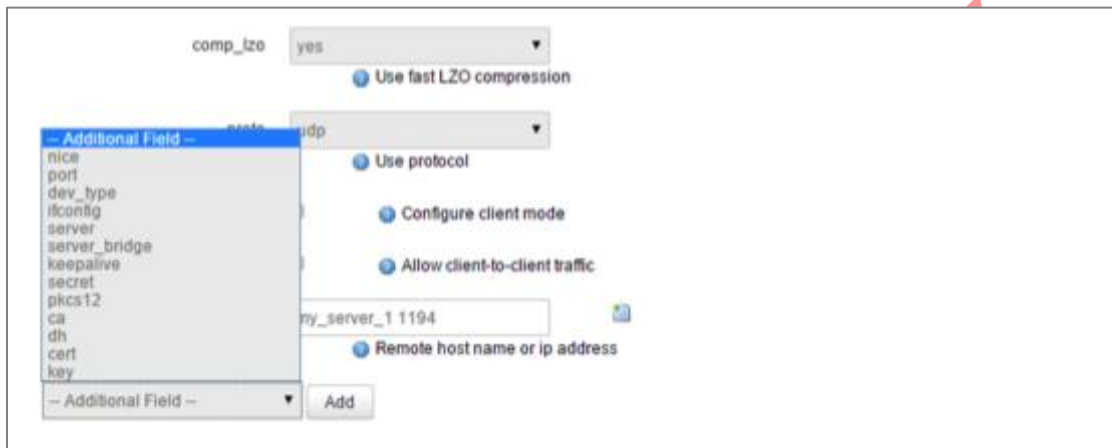 comp_lzo yes
Use fast LZO compression
udp
Use protocol
-- Additional Field --
nice
port
dev_type
ifconfig
server
server_bridge
keepalive
secret
pkcs12
ca
dh
cert
key
Configure client mode
Allow client-to-client traffic
my_server_1 1194
Remote host name or ip address
-- Additional Field -- Add